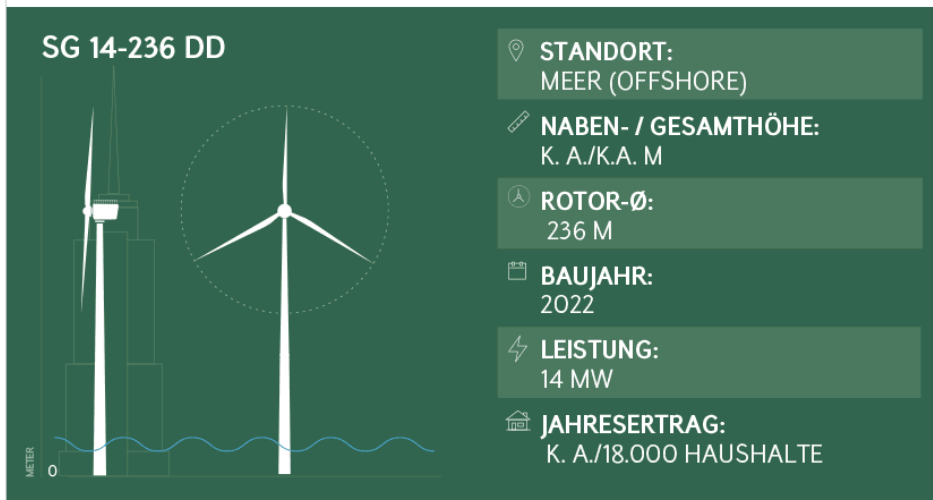 SG 14-236 DD
STANDORT:
MEER (OFFSHORE)
NABEN- / GESAMTHÖHE:
K. A./K.A. M
ROTOR-Ø:
236 M
BAUJAHR:
2022
LEISTUNG:
14 MW
JAHRESERTRAG:
K. A./18.000 HAUSHALTE
METER
0